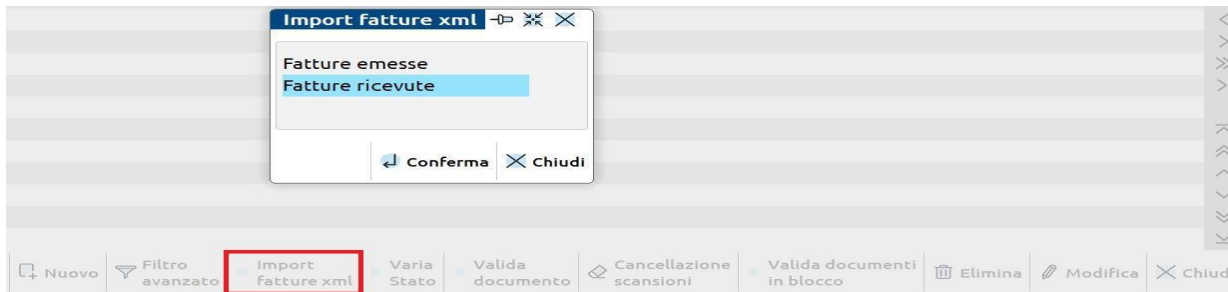 Import fatture xml
Fatture emesse
Fatture ricevute
Conferma
Chiudi
Nuovo
Filtro
avanzato
Import
fatture xml
Varia
Stato
Valida
documento
Cancellazione
scansioni
Valida documenti
in blocco
Elimina
Modifica
Chiud